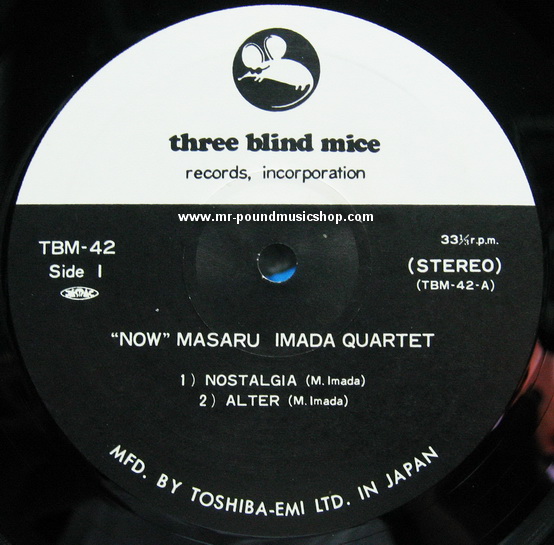 three blind mice
records, incorporation
www.mr-poundmusicshop.com
TBM-42
Side 1
33⅓ r.p.m.
(STEREO)
(TBM-42-A)
"NOW" MASARU IMADA QUARTET
1) NOSTALGIA (M. Imada)
2) ALTER (M. Imada)
MFD. BY TOSHIBA-EMI LTD. IN JAPAN